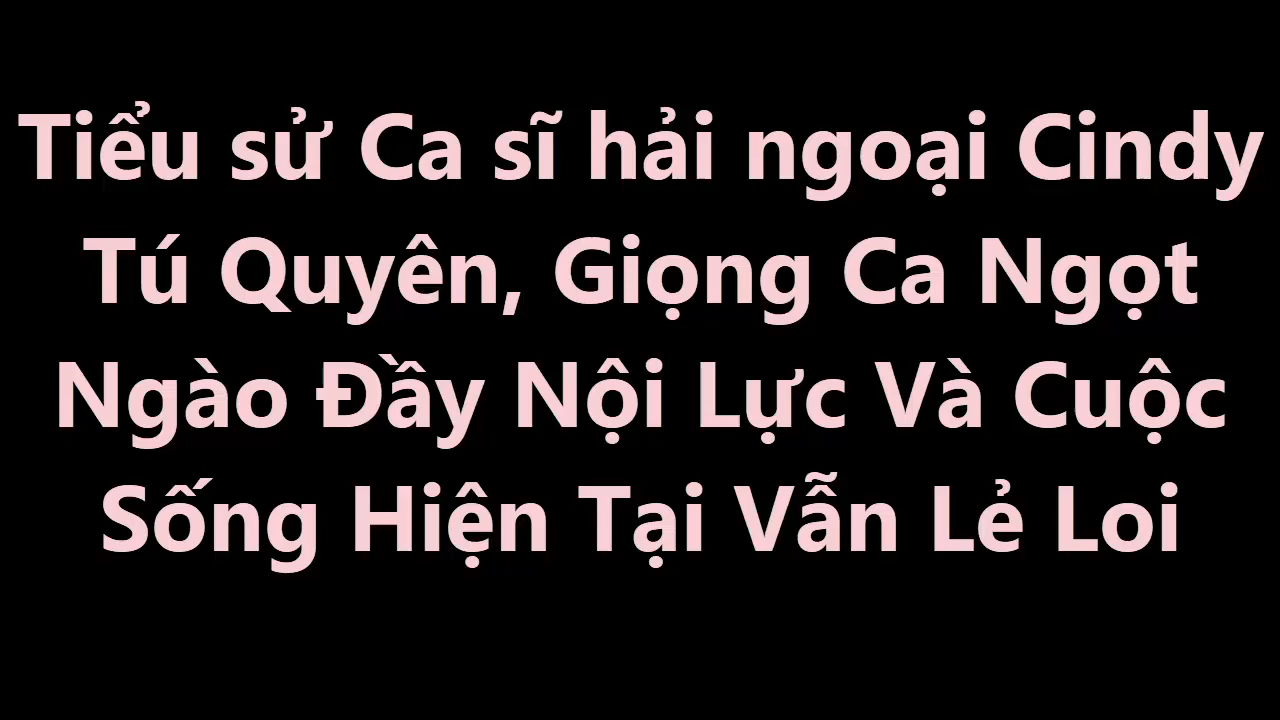 Tiểu sử Ca sĩ hải ngoại Cindy
Tú Quyên, Giọng Ca Ngọt
Ngào Đầy Nội Lực Và Cuộc
Sống Hiện Tại Vẫn Lẻ Loi